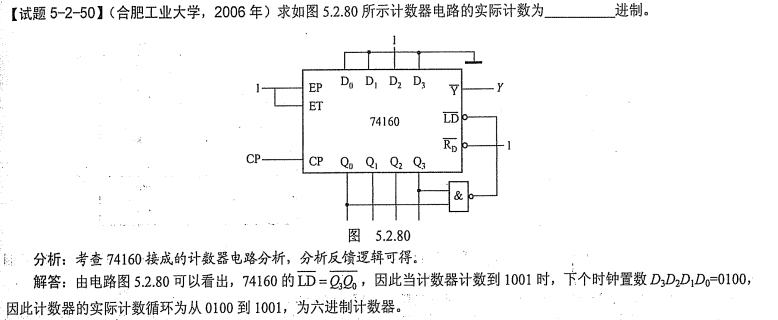 【试题 5-2-50】(合肥工业大学，2006 年) 求如图 5.2.80 所示计数器电路的实际计数为________进制。
1
D₀ D₁ D₂ D₃
1 EP Y̅ Y
ET
74160 L̅D̅
R̅_D 1
CP CP Q₀ Q₁ Q₂ Q₃
&
图 5.2.80
分析：考查 74160 接成的计数器电路分析，分析反馈逻辑可得。
解答：由电路图 5.2.80 可以看出，74160 的 L̅D̅ = Q̅₃̅Q̅₀̅，因此当计数器计数到 1001 时，下个时钟置数 D₃D₂D₁D₀=0100，
因此计数器的实际计数循环为从 0100 到 1001，为六进制计数器。